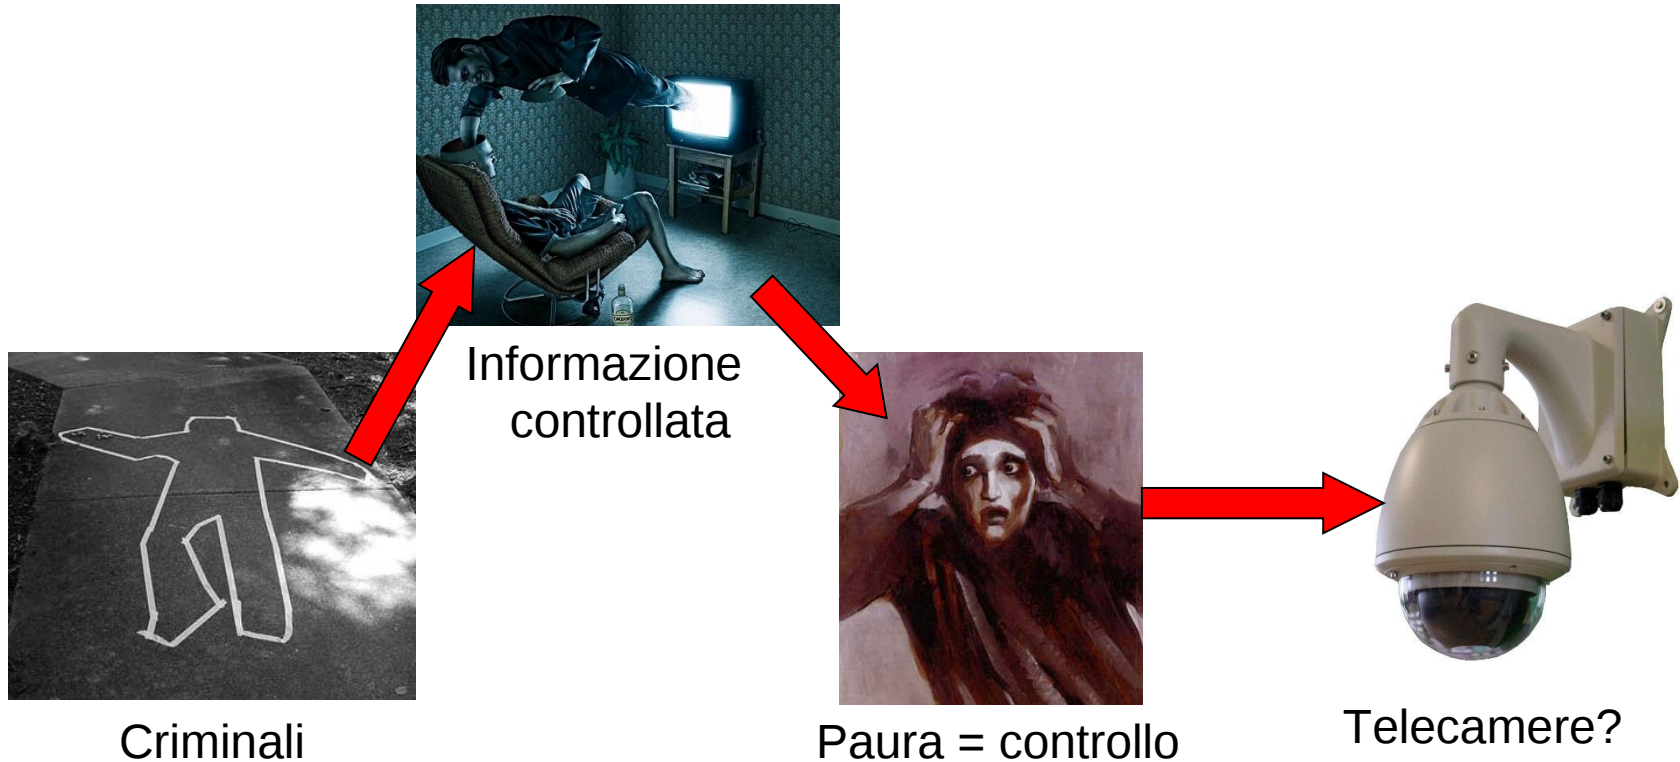 Informazione
controllata
Criminali
Paura = controllo
Telecamere?